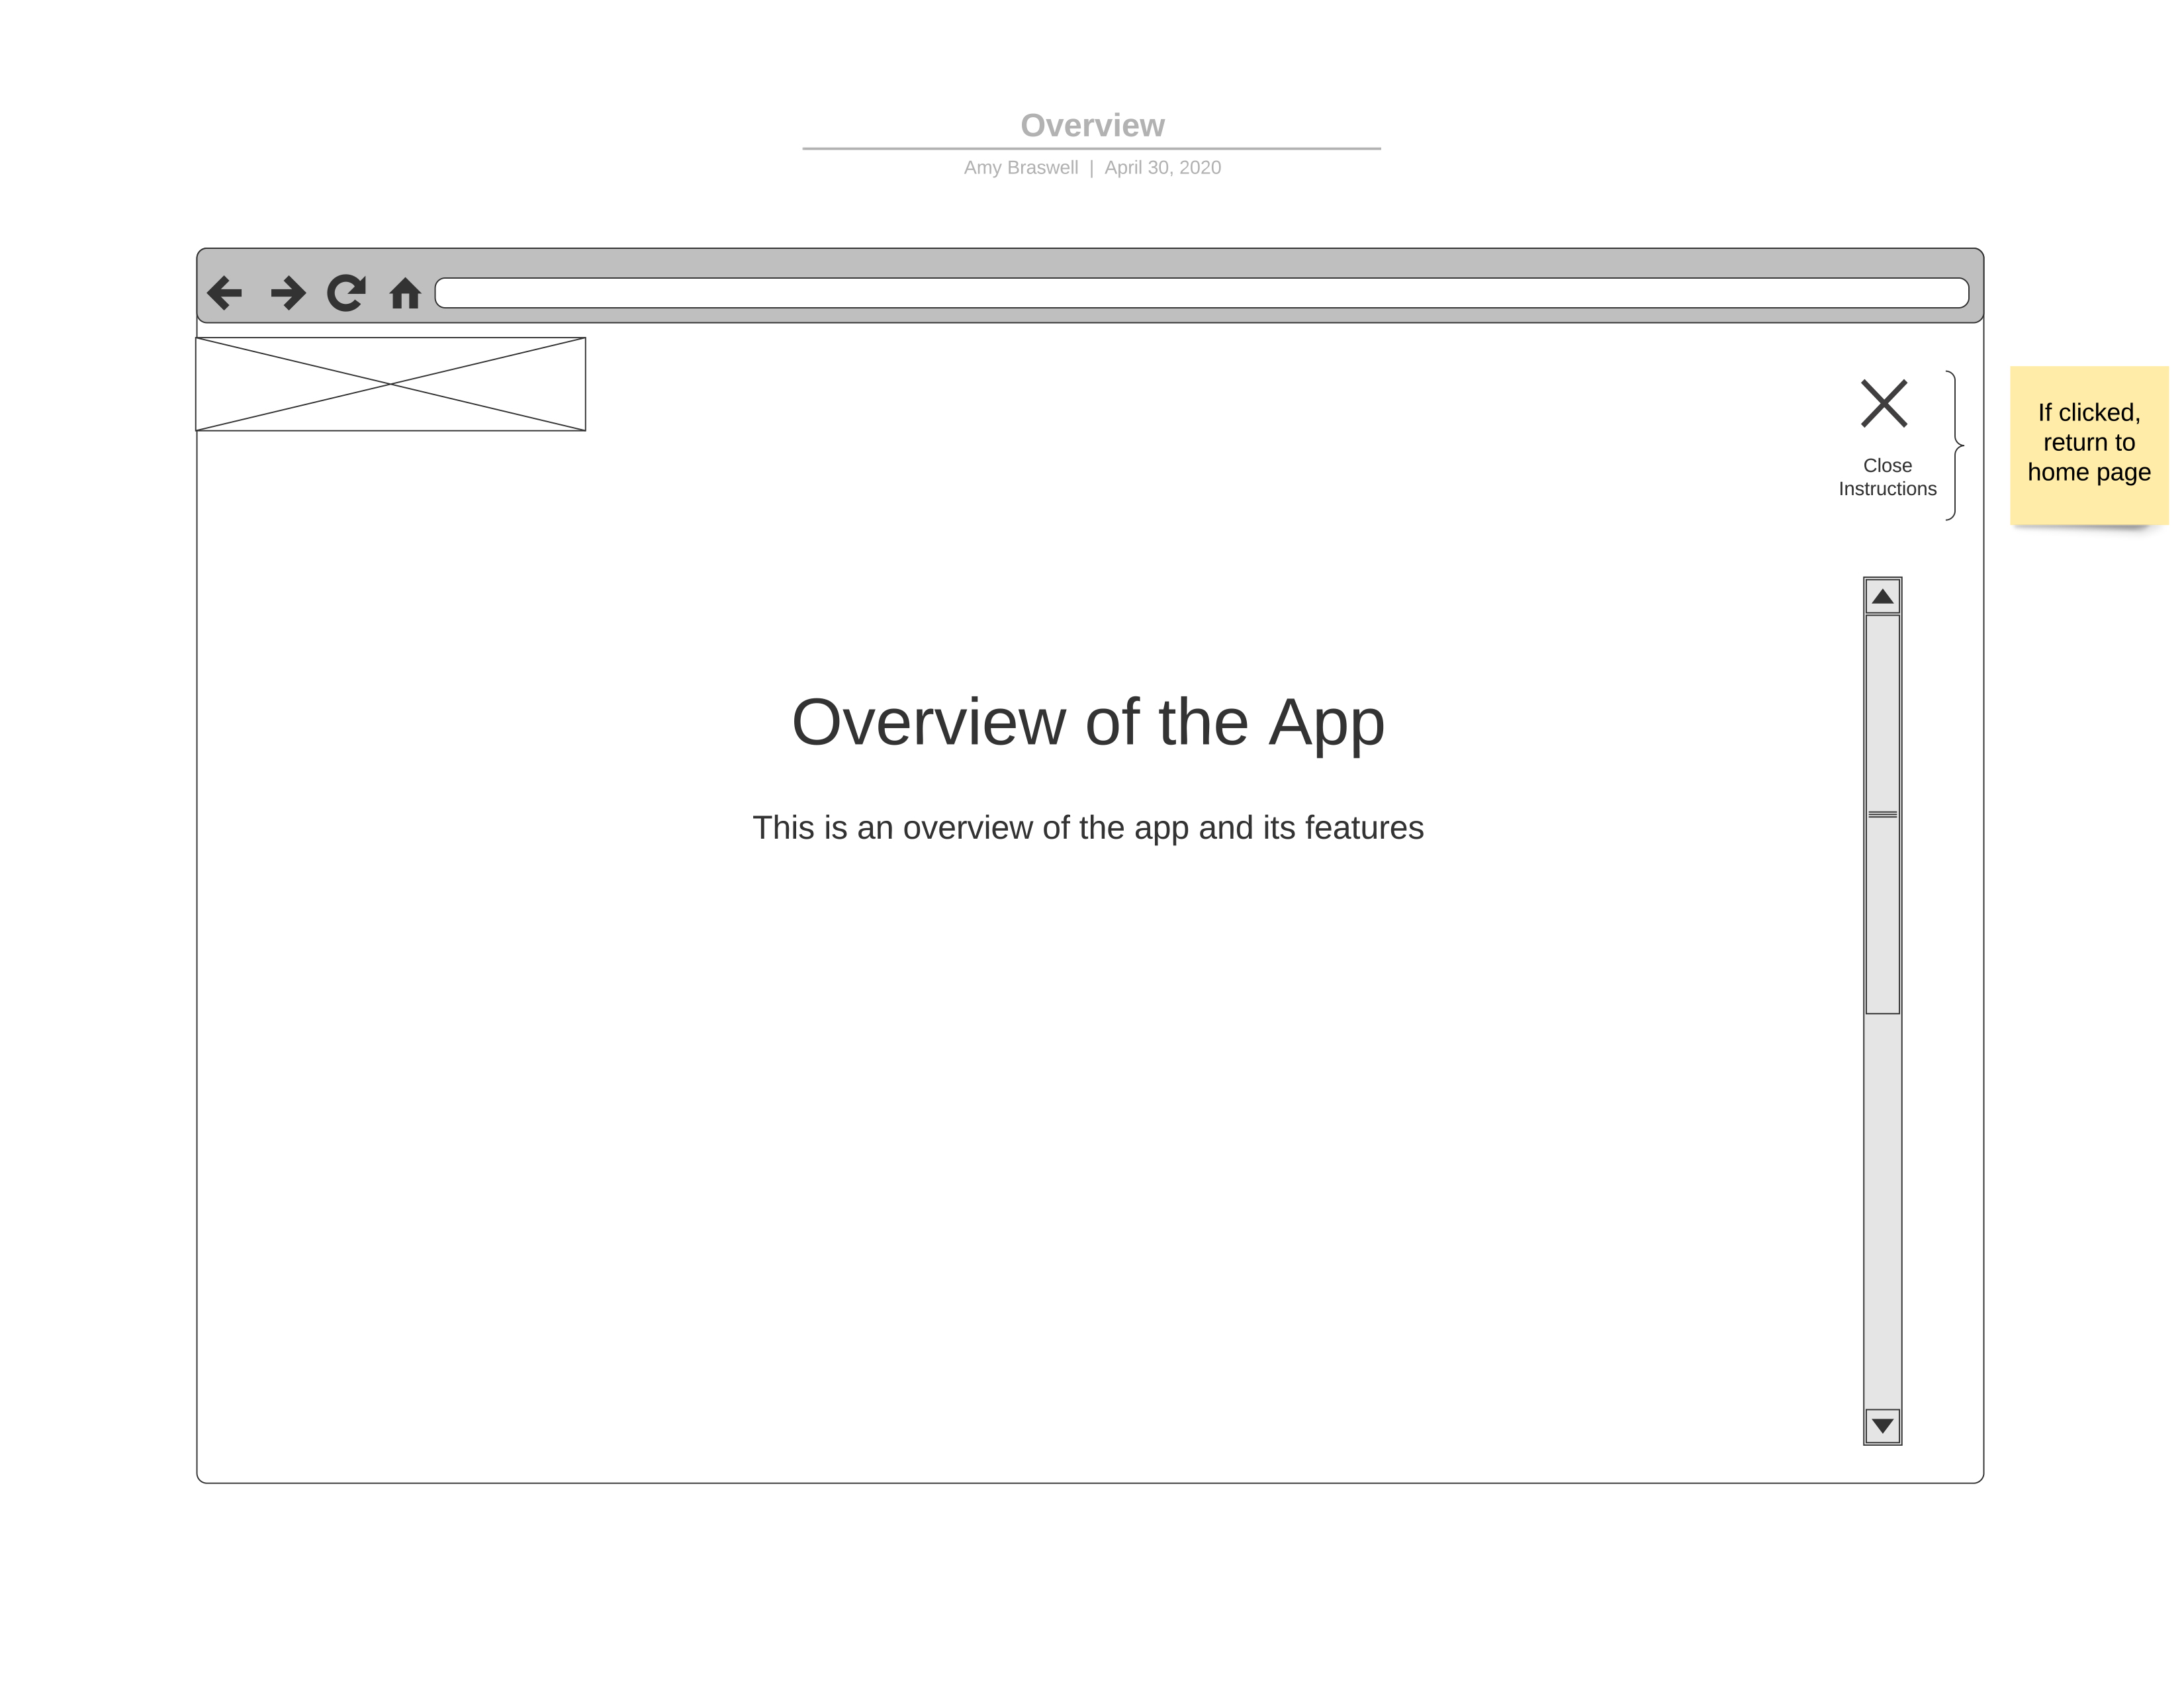 Overview
Amy Braswell | April 30, 2020
If clicked,
return to
home page
Close
Instructions
Overview of the App
This is an overview of the app and its features